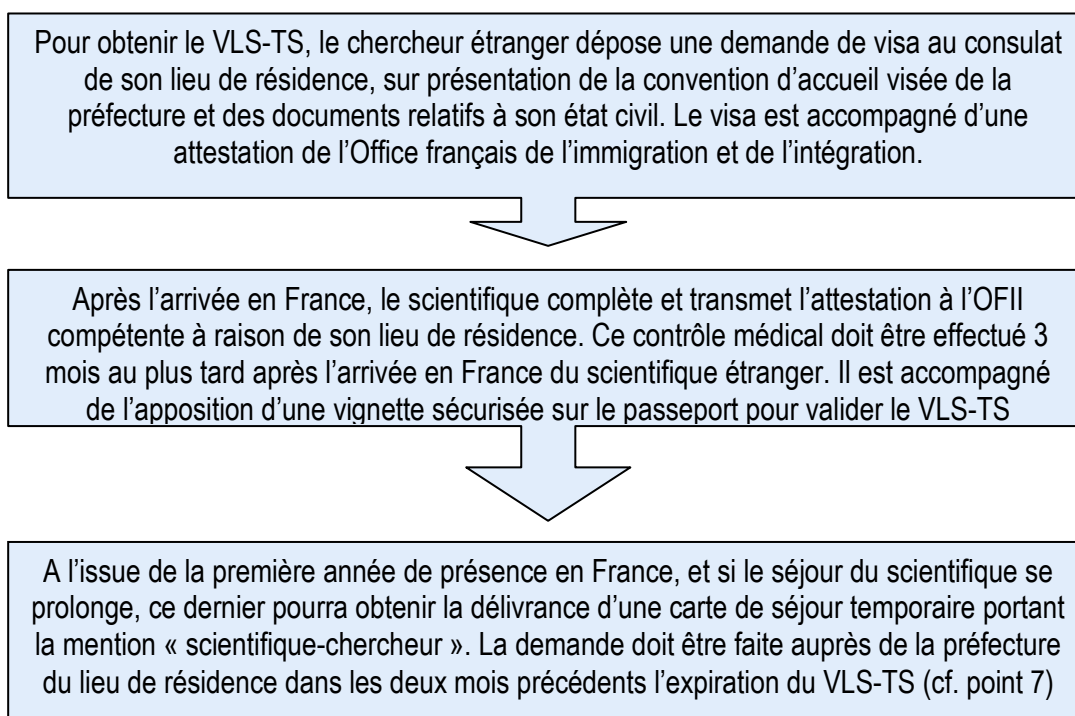 Pour obtenir le VLS-TS, le chercheur étranger dépose une demande de visa au consulat
de son lieu de résidence, sur présentation de la convention d’accueil visée de la
préfecture et des documents relatifs à son état civil. Le visa est accompagné d’une
attestation de l’Office français de l’immigration et de l’intégration.
Après l’arrivée en France, le scientifique complète et transmet l’attestation à l’OFII
compétente à raison de son lieu de résidence. Ce contrôle médical doit être effectué 3
mois au plus tard après l’arrivée en France du scientifique étranger. Il est accompagné
de l’apposition d’une vignette sécurisée sur le passeport pour valider le VLS-TS
A l’issue de la première année de présence en France, et si le séjour du scientifique se
prolonge, ce dernier pourra obtenir la délivrance d’une carte de séjour temporaire portant
la mention « scientifique-chercheur ». La demande doit être faite auprès de la préfecture
du lieu de résidence dans les deux mois précédents l’expiration du VLS-TS (cf. point 7)